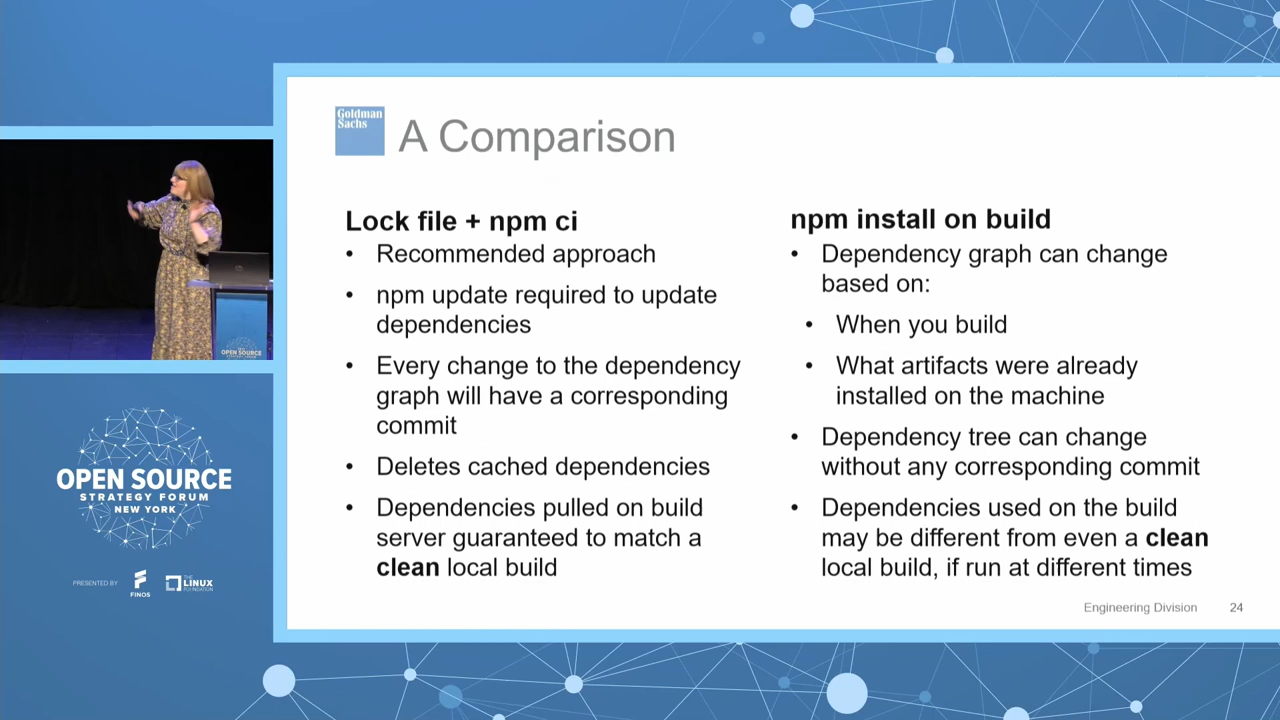 Goldman
Sachs
A Comparison
Lock file + npm ci
• Recommended approach
• npm update required to update
dependencies
• Every change to the dependency
graph will have a corresponding
commit
• Deletes cached dependencies
• Dependencies pulled on build
server guaranteed to match a
clean local build
npm install on build
• Dependency graph can change
based on:
• When you build
• What artifacts were already
installed on the machine
• Dependency tree can change
without any corresponding commit
• Dependencies used on the build
may be different from even a clean
local build, if run at different times
Engineering Division 24
OPEN SOURCE
STRATEGY FORUM
OPEN SOURCE
STRATEGY FORUM
NEW YORK
PRESENTED BY
FINOS
THE
LINUX
FOUNDATION